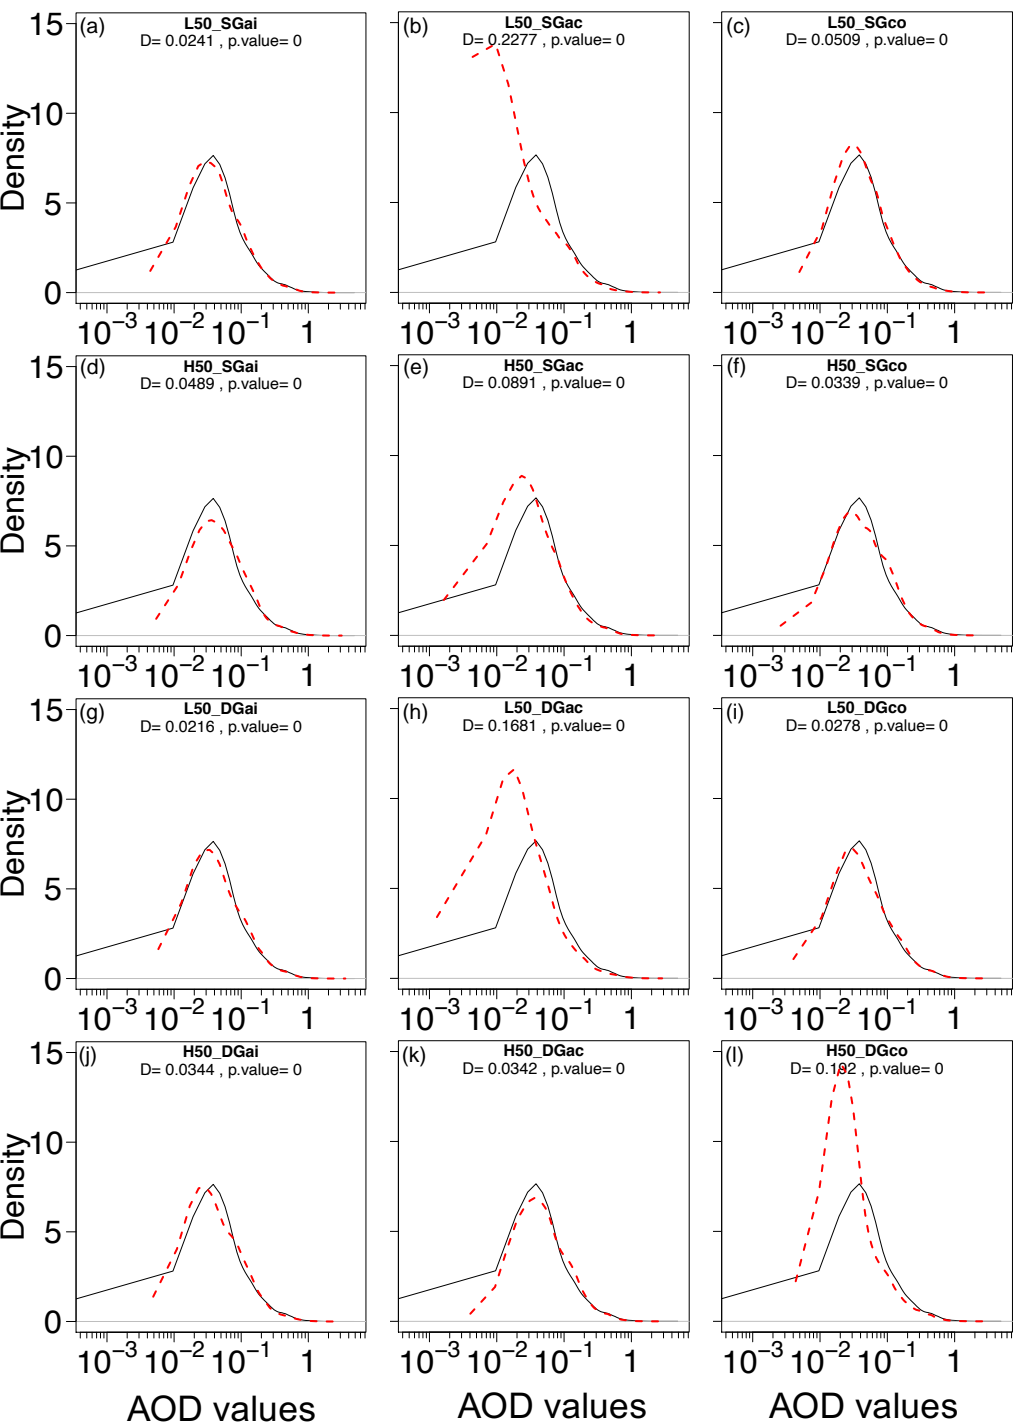 (a) L50_SGai
D= 0.0241 , p.value= 0
(b) L50_SGac
D= 0.2277 , p.value= 0
(c) L50_SGco
D= 0.0509 , p.value= 0
Density
15
10
5
0
10−3 10−2 10−1 1
10−3 10−2 10−1 1
10−3 10−2 10−1 1
(d) H50_SGai
D= 0.0489 , p.value= 0
(e) H50_SGac
D= 0.0891 , p.value= 0
(f) H50_SGco
D= 0.0339 , p.value= 0
Density
15
10
5
0
10−3 10−2 10−1 1
10−3 10−2 10−1 1
10−3 10−2 10−1 1
(g) L50_DGai
D= 0.0216 , p.value= 0
(h) L50_DGac
D= 0.1681 , p.value= 0
(i) L50_DGco
D= 0.0278 , p.value= 0
Density
15
10
5
0
10−3 10−2 10−1 1
10−3 10−2 10−1 1
10−3 10−2 10−1 1
(j) H50_DGai
D= 0.0344 , p.value= 0
(k) H50_DGac
D= 0.0342 , p.value= 0
(l) H50_DGco
D= 0.192 , p.value= 0
Density
15
10
5
0
10−3 10−2 10−1 1
10−3 10−2 10−1 1
10−3 10−2 10−1 1
AOD values
AOD values
AOD values